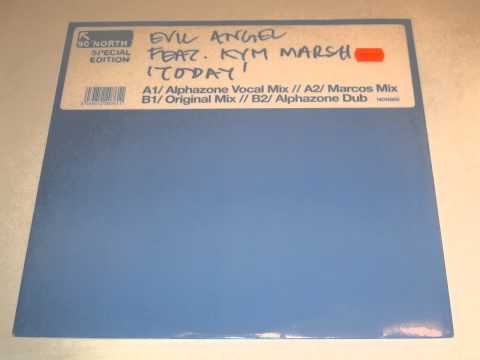 90 NORTH
SPECIAL
EDITION
EVIL ANGEL
FEAT. KYM MARSH
'TODAY'
A1/ Alphazone Vocal Mix // A2/ Marcos Mix
B1/ Original Mix // B2/ Alphazone Dub